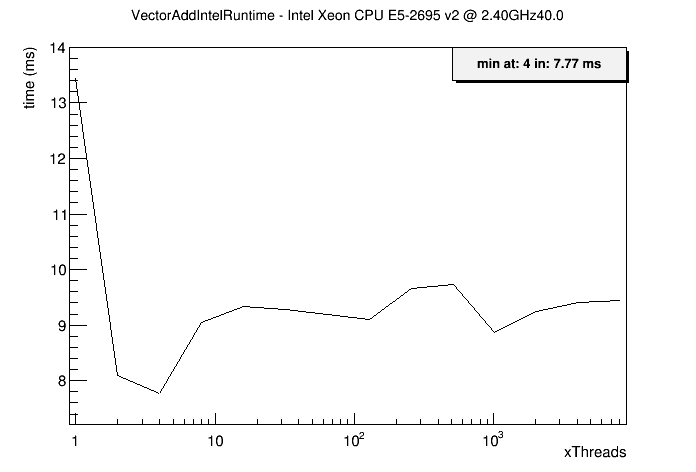 VectorAddIntelRuntime - Intel Xeon CPU E5-2695 v2 @ 2.40GHz40.0
time (ms)
min at: 4 in: 7.77 ms
14
13
12
11
10
9
8
1 10 10² 10³
xThreads